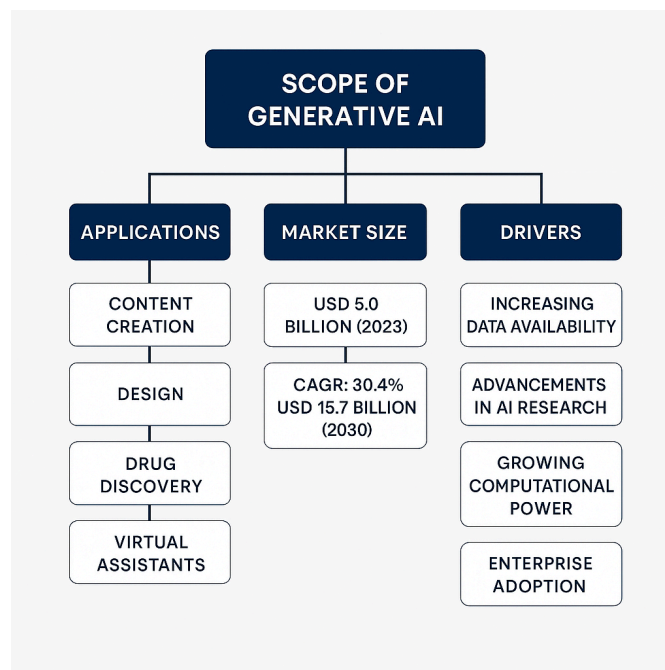 SCOPE OF
GENERATIVE AI
APPLICATIONS
CONTENT
CREATION
DESIGN
DRUG
DISCOVERY
VIRTUAL
ASSISTANTS
MARKET SIZE
USD 5.0
BILLION (2023)
CAGR: 30.4%
USD 15.7 BILLION
(2030)
DRIVERS
INCREASING
DATA AVAILABILITY
ADVANCEMENTS
IN AI RESEARCH
GROWING
COMPUTATIONAL
POWER
ENTERPRISE
ADOPTION